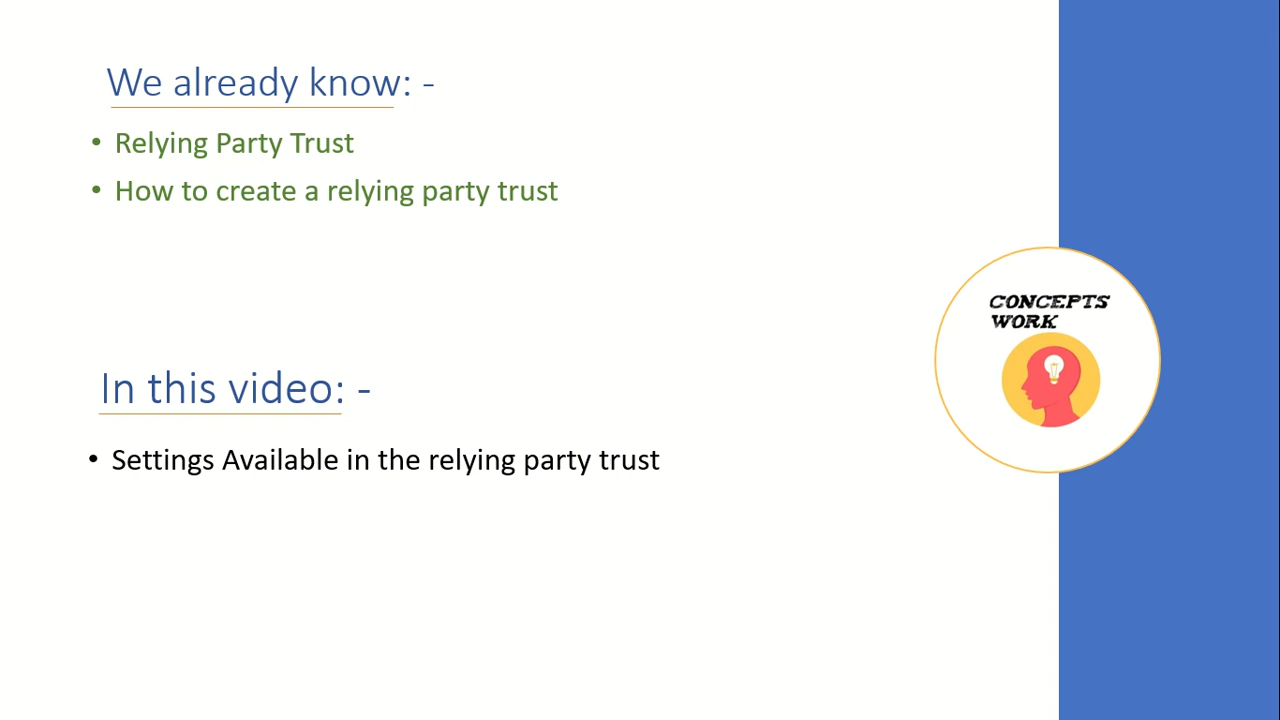 We already know: -
• Relying Party Trust
• How to create a relying party trust
CONCEPTS
WORK
In this video: -
• Settings Available in the relying party trust